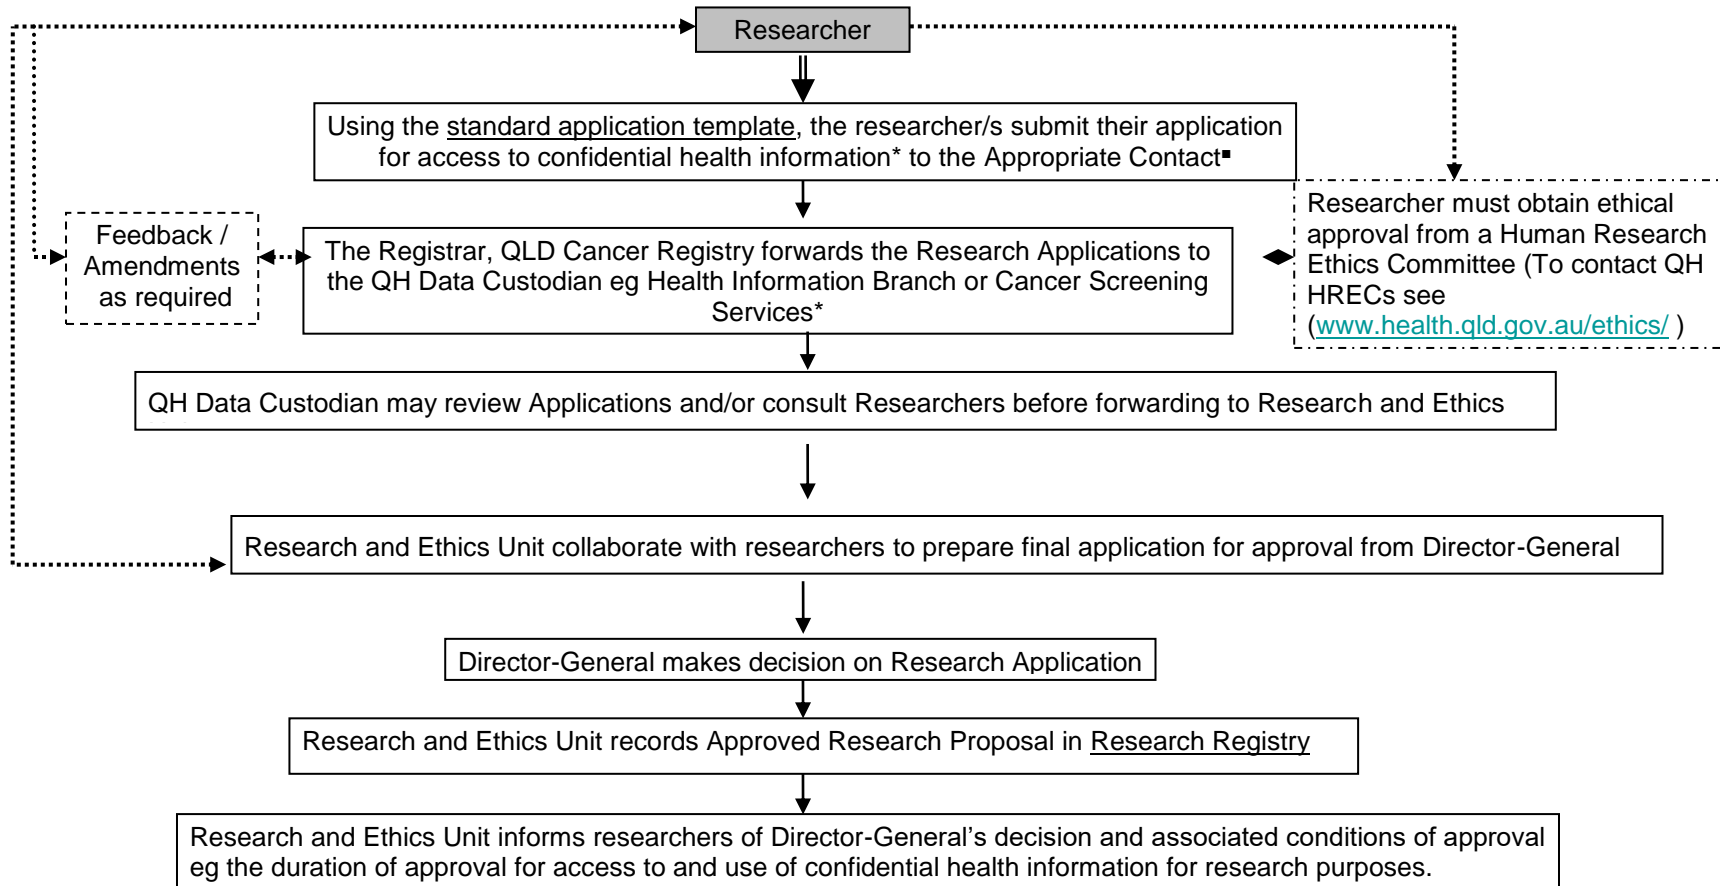 Researcher
Using the standard application template, the researcher/s submit their application
for access to confidential health information* to the Appropriate Contact▪
Feedback /
Amendments
as required
The Registrar, QLD Cancer Registry forwards the Research Applications to
the QH Data Custodian eg Health Information Branch or Cancer Screening
Services*
Researcher must obtain ethical
approval from a Human Research
Ethics Committee (To contact QH
HRECs see
(www.health.qld.gov.au/ethics/ )
QH Data Custodian may review Applications and/or consult Researchers before forwarding to Research and Ethics
Research and Ethics Unit collaborate with researchers to prepare final application for approval from Director-General
Director-General makes decision on Research Application
Research and Ethics Unit records Approved Research Proposal in Research Registry
Research and Ethics Unit informs researchers of Director-General’s decision and associated conditions of approval
eg the duration of approval for access to and use of confidential health information for research purposes.